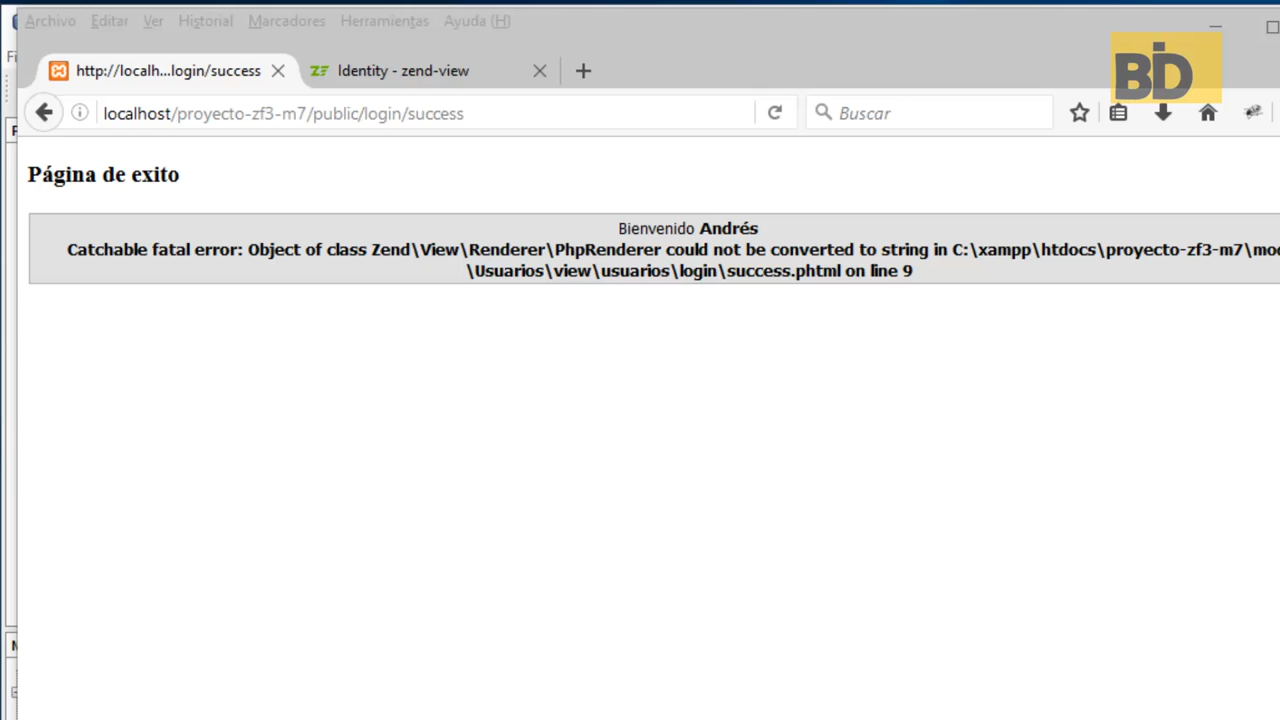 Archivo Editar Ver Historial Marcadores Herramientas Ayuda (H)
http://localh...login/success Identity - zend-view
BID
localhost/proyecto-zf3-m7/public/login/success Buscar
Página de exito
Bienvenido Andrés
Catchable fatal error: Object of class Zend\View\Renderer\PhpRenderer could not be converted to string in C:\xampp\htdocs\proyecto-zf3-m7\mod
\Usuarios\view\usuarios\login\success.phtml on line 9